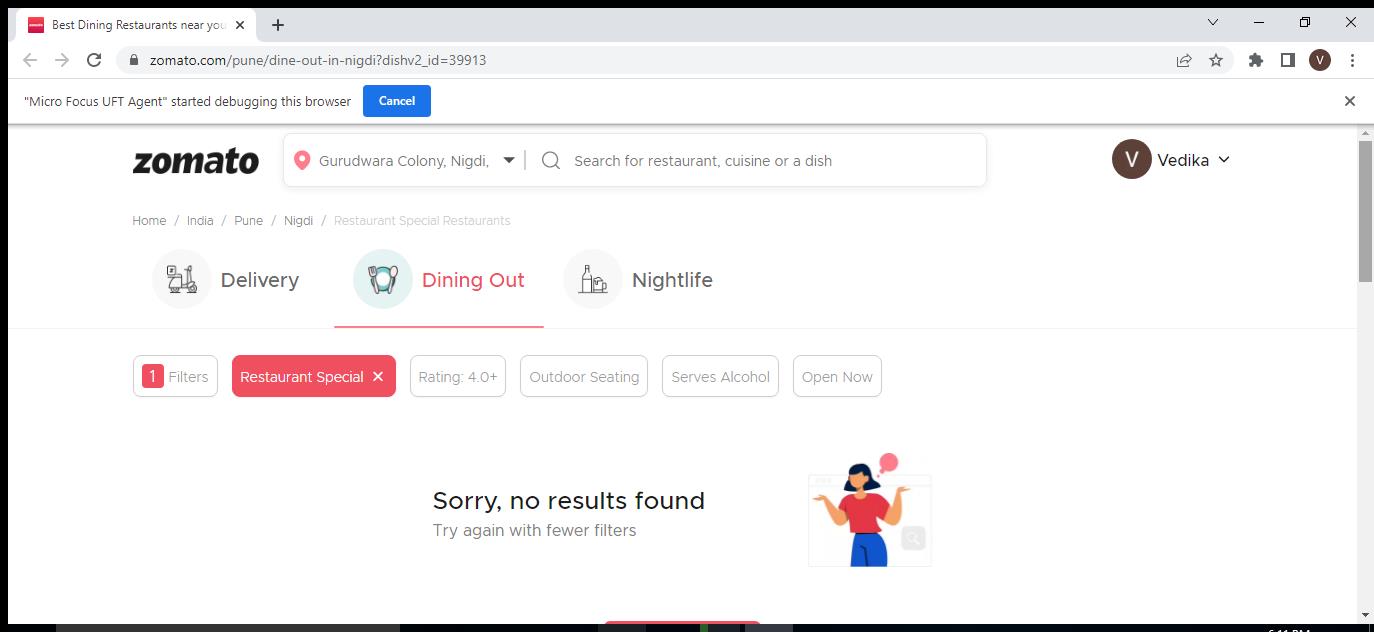 Best Dining Restaurants near you
zomato.com/pune/dine-out-in-nigdi?dishv2_id=39913
V
"Micro Focus UFT Agent" started debugging this browser
Cancel
zomato
Gurudwara Colony, Nigdi,
Search for restaurant, cuisine or a dish
V
Vedika
Home / India / Pune / Nigdi / Restaurant Special Restaurants
Delivery
Dining Out
Nightlife
1 Filters
Restaurant Special ✕
Rating: 4.0+
Outdoor Seating
Serves Alcohol
Open Now
Sorry, no results found
Try again with fewer filters